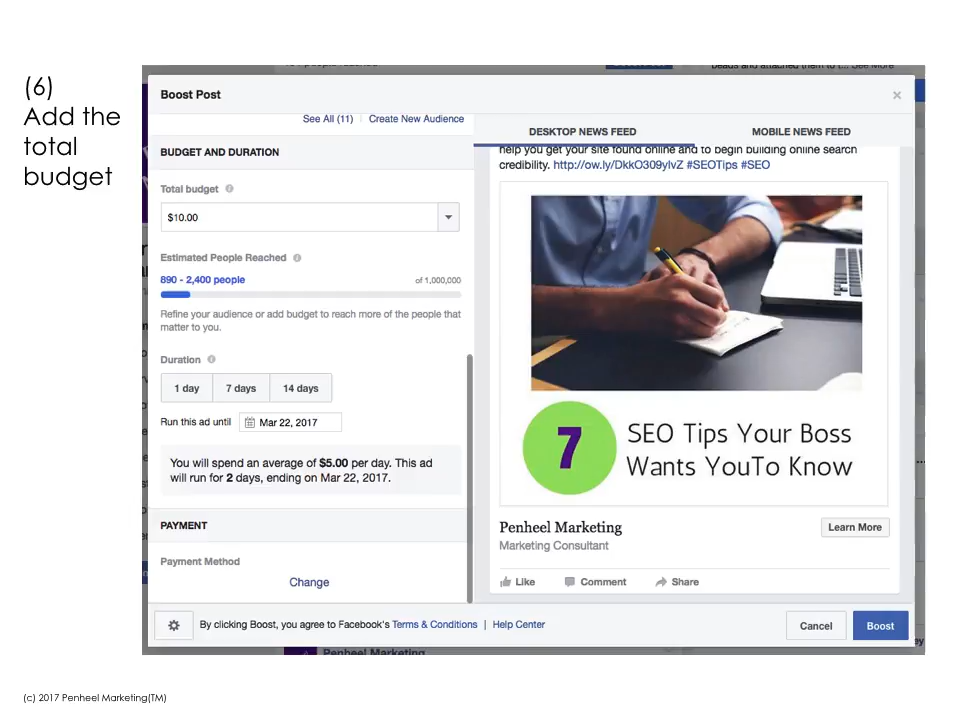 (6)
Add the
total
budget
Boost Post
×
See All (11) | Create New Audience
BUDGET AND DURATION
Total budget
$10.00
Estimated People Reached
890 - 2,400 people
of 1,000,000
Refine your audience or add budget to reach more of the people that
matter to you.
Duration
1 day
7 days
14 days
Run this ad until
Mar 22, 2017
You will spend an average of $5.00 per day. This ad
will run for 2 days, ending on Mar 22, 2017.
PAYMENT
Payment Method
Change
DESKTOP NEWS FEED
MOBILE NEWS FEED
help you get your site found online and to begin building online search
credibility. http://ow.ly/DkkO309ylvZ #SEOTips #SEO
7
SEO Tips Your Boss
Wants YouTo Know
Penheel Marketing
Marketing Consultant
Learn More
Like
Comment
Share
By clicking Boost, you agree to Facebook's Terms & Conditions | Help Center
Cancel
Boost
Penheel Marketing
(c) 2017 Penheel Marketing(TM)